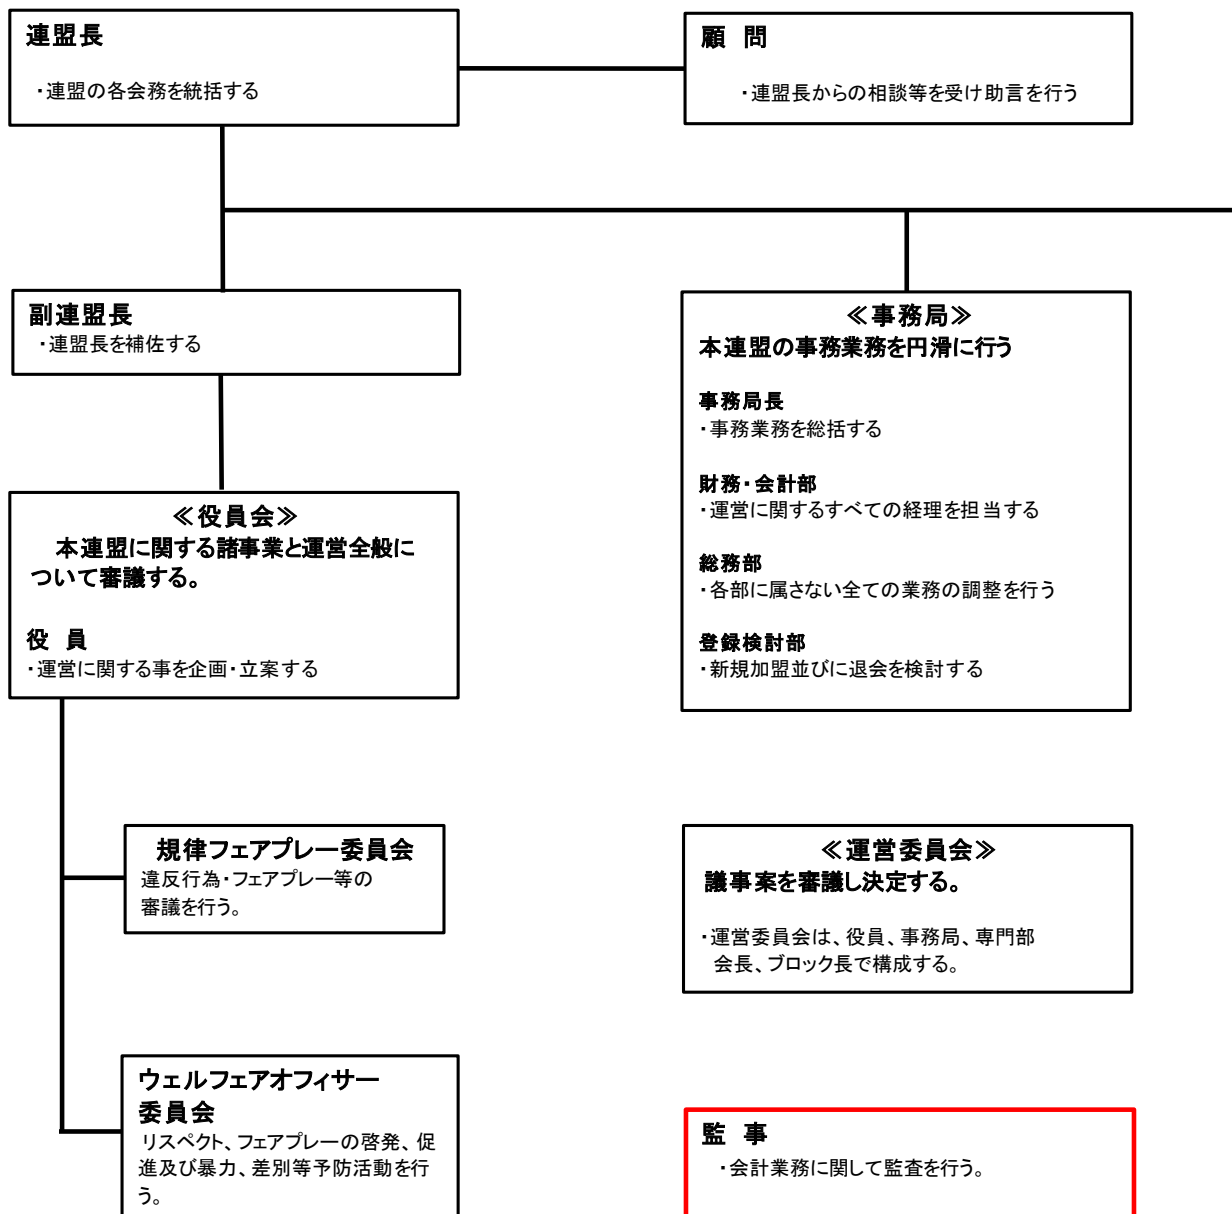 連盟長
・連盟の各会務を統括する
顧 問
・連盟長からの相談等を受け助言を行う
副連盟長
・連盟長を補佐する
≪事務局≫
本連盟の事務業務を円滑に行う
事務局長
・事務業務を総括する
財務・会計部
・運営に関するすべての経理を担当する
総務部
・各部に属さない全ての業務の調整を行う
登録検討部
・新規加盟並びに退会を検討する
≪役員会≫
本連盟に関する諸事業と運営全般に
ついて審議する。
役 員
・運営に関する事を企画・立案する
規律フェアプレー委員会
違反行為・フェアプレー等の
審議を行う。
≪運営委員会≫
議事案を審議し決定する。
・運営委員会は、役員、事務局、専門部
会長、ブロック長で構成する。
ウェルフェアオフィサー
委員会
リスペクト、フェアプレーの啓発、促
進及び暴力、差別等予防活動を行
う。
監 事
・会計業務に関して監査を行う。